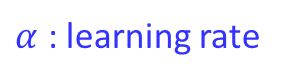 α : learning rate